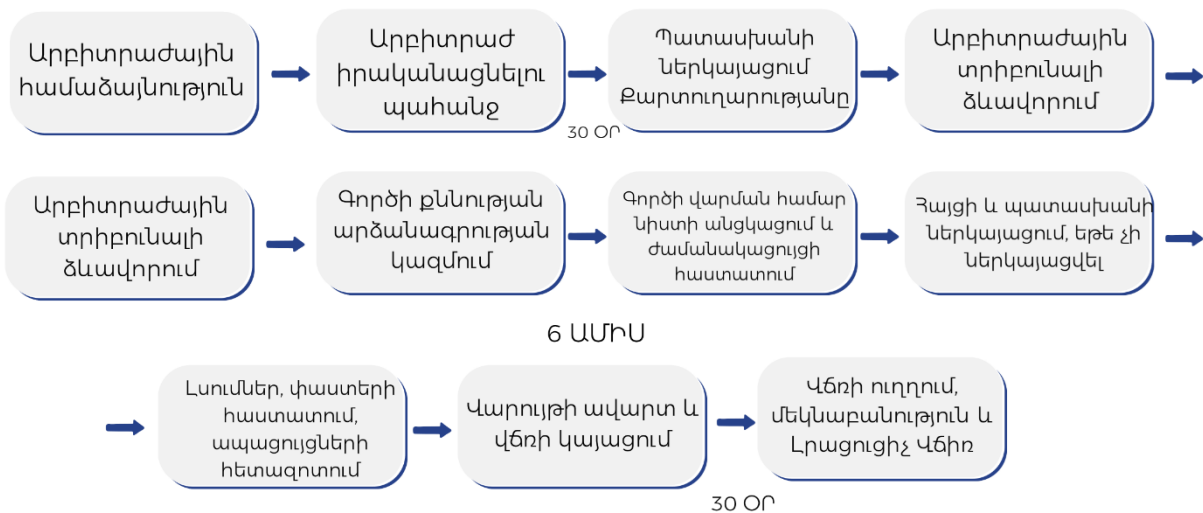 Արբիտրաժային
համաձայնություն
Արբիտրաժ
իրականացնելու
պահանջ
Պատասխանի
ներկայացում
Քարտուղարությանը
Արբիտրաժային
տրիբունալի
ձևավորում
30 ՕՐ
Արբիտրաժային
տրիբունալի
ձևավորում
Գործի քննության
արձանագրության
կազմում
Գործի վարման համար
նիստի անցկացում և
ժամանակացույցի
հաստատում
Հայցի և պատասխանի
ներկայացում, եթե չի
ներկայացվել
6 ԱՄԻՍ
Լսումներ, փաստերի
հաստատում,
ապացույցների
հետազոտում
Վարույթի ավարտ և
վճռի կայացում
Վճռի ուղղում,
մեկնաբանություն և
Լրացուցիչ Վճիռ
30 ՕՐ